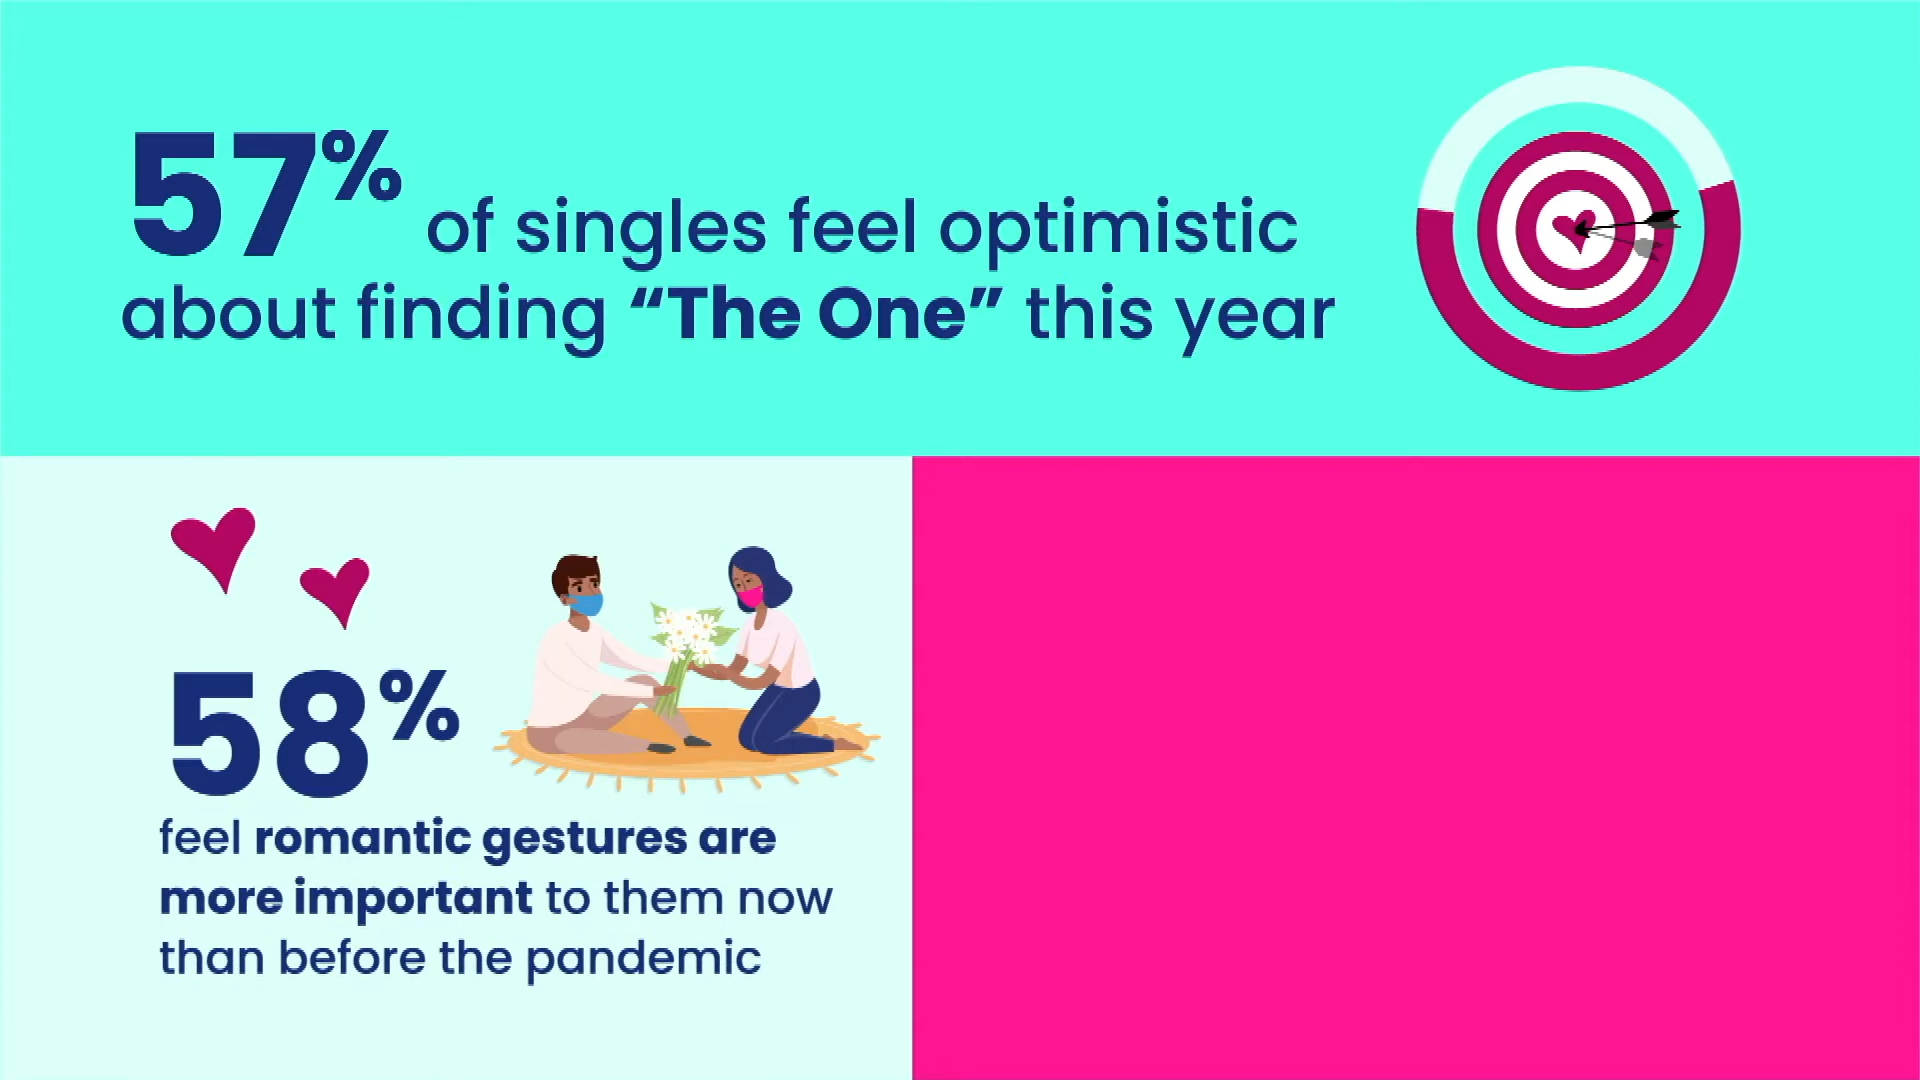 57% of singles feel optimistic
about finding “The One” this year
58%
feel romantic gestures are
more important to them now
than before the pandemic